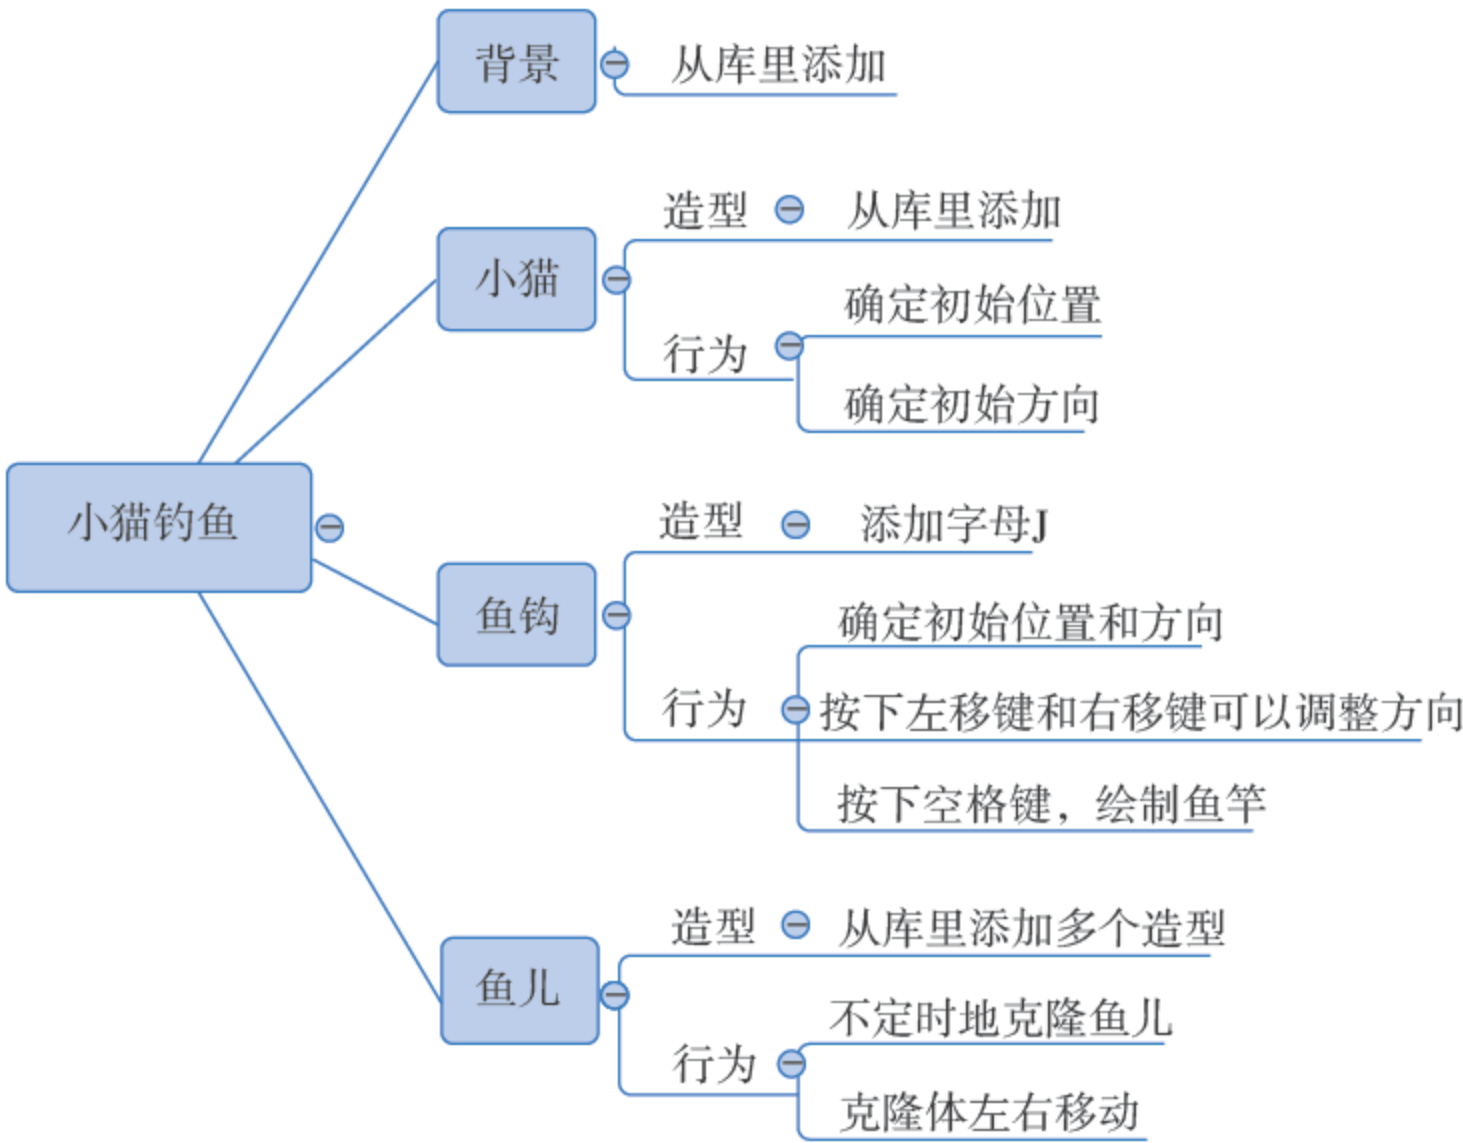 背景
从库里添加
造型
从库里添加
小猫
确定初始位置
行为
确定初始方向
小猫钓鱼
造型
添加字母J
鱼钩
确定初始位置和方向
行为
按下左移键和右移键可以调整方向
按下空格键，绘制鱼竿
造型
从库里添加多个造型
鱼儿
不定时地克隆鱼儿
行为
克隆体左右移动